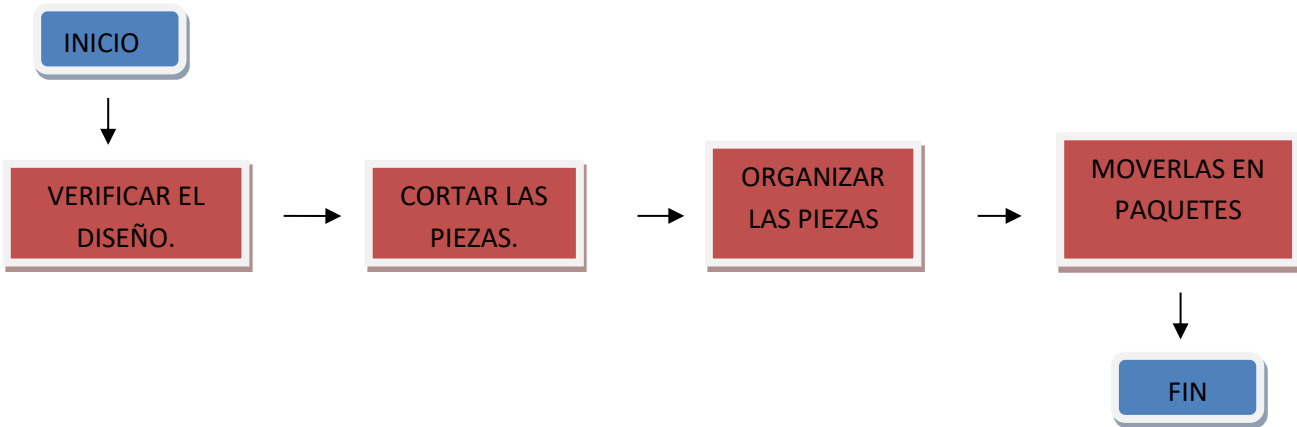 INICIO
VERIFICAR EL
DISEÑO.
CORTAR LAS
PIEZAS.
ORGANIZAR
LAS PIEZAS
MOVERLAS EN
PAQUETES
FIN